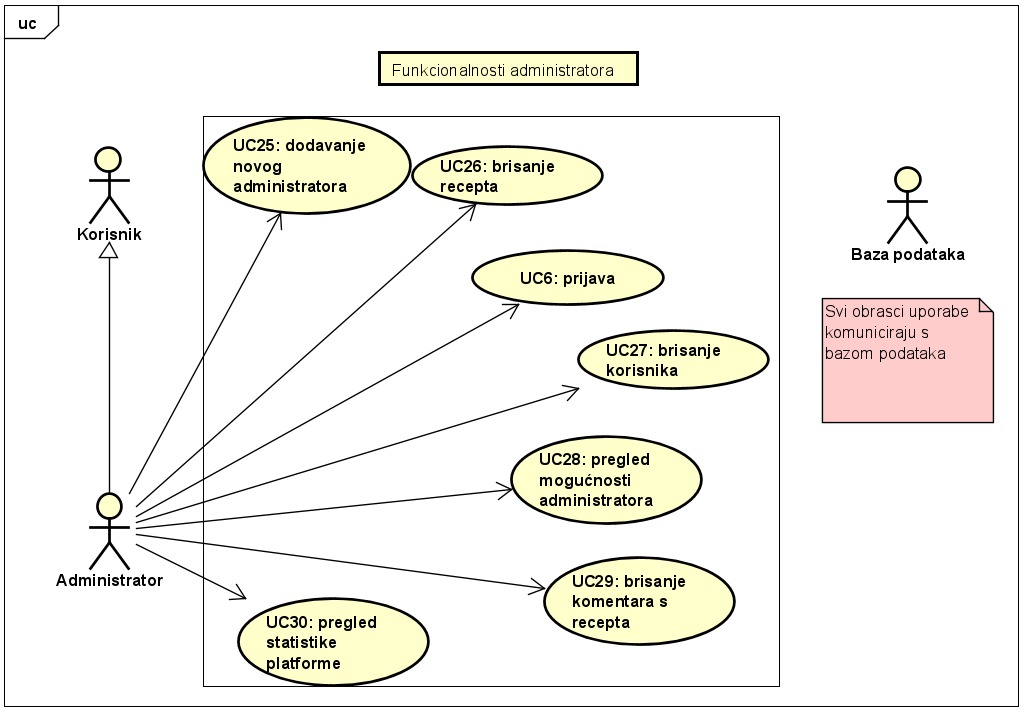 uc
Funkcionalnosti administratora
UC25: dodavanje
novog
administratora
UC26: brisanje
recepta
Korisnik
Baza podataka
UC6: prijava
Svi obrasci uporabe
komuniciraju s
bazom podataka
UC27: brisanje
korisnika
UC28: pregled
mogućnosti
administratora
Administrator
UC29: brisanje
komentara s
recepta
UC30: pregled
statistike
platforme